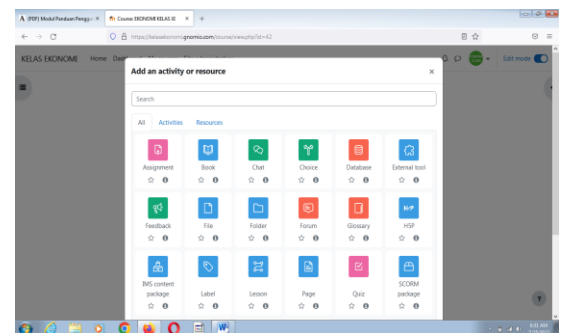 (PDF) Modul Panduan Pengg
Course: EKONOMI KELAS XI
https://kelasekonomi.gnomio.com/course/view.php?id=42
KELAS EKONOMI Home Edit mode
Add an activity or resource
Search
All Activities Resources
Assignment Book Chat Choice Database External tool
Feedback File Folder Forum Glossary H5P
H5P
IMS content package Label Lesson Page Quiz SCORM package